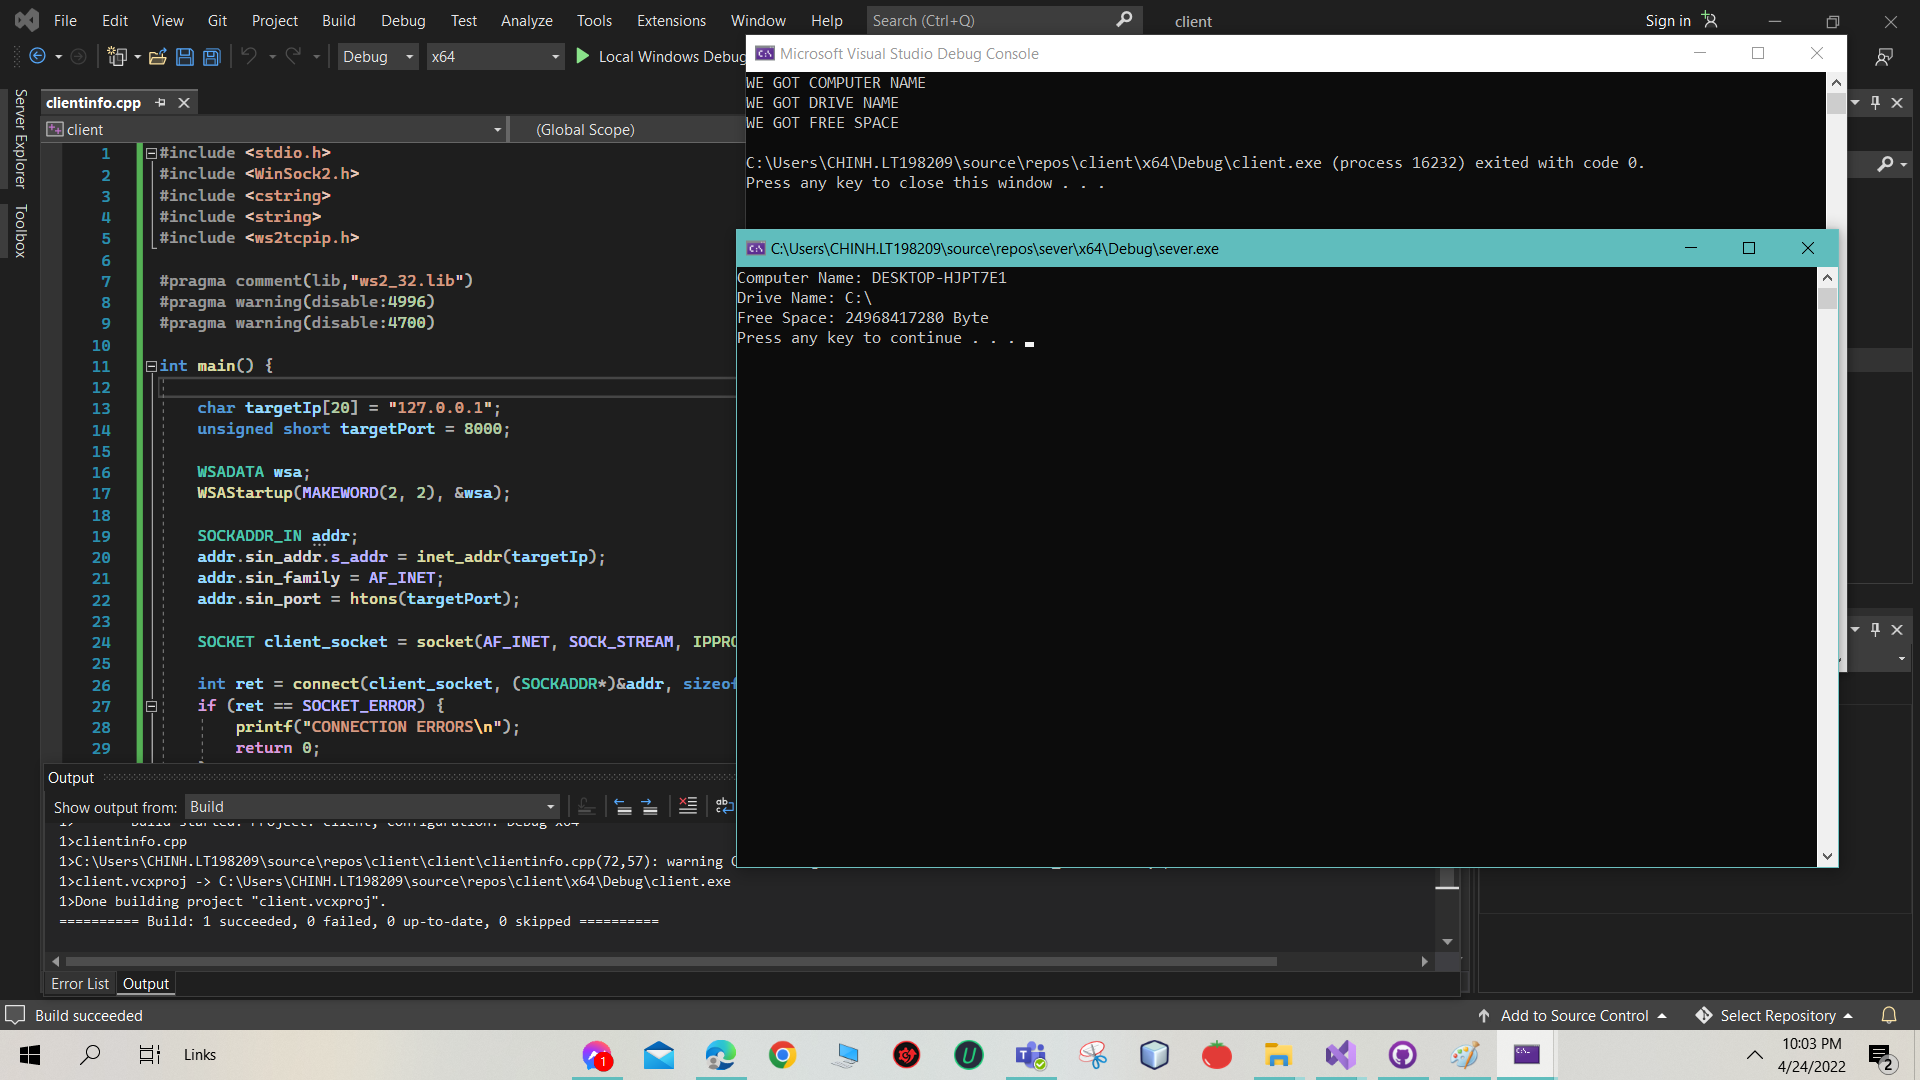 File Edit View Git Project Build Debug Test Analyze Tools Extensions Window Help Search (Ctrl+Q) client Sign in
Debug x64 Local Windows Debug
Server Explorer
Toolbox
clientinfo.cpp
client (Global Scope)
1 #include <stdio.h>
2 #include <WinSock2.h>
3 #include <cstring>
4 #include <string>
5 #include <ws2tcpip.h>
6
7 #pragma comment(lib,"ws2_32.lib")
8 #pragma warning(disable:4996)
9 #pragma warning(disable:4700)
10
11 int main() {
12
13 char targetIp[20] = "127.0.0.1";
14 unsigned short targetPort = 8000;
15
16 WSADATA wsa;
17 WSAStartup(MAKEWORD(2, 2), &wsa);
18
19 SOCKADDR_IN addr;
20 addr.sin_addr.s_addr = inet_addr(targetIp);
21 addr.sin_family = AF_INET;
22 addr.sin_port = htons(targetPort);
23
24 SOCKET client_socket = socket(AF_INET, SOCK_STREAM, IPPRO
25
26 int ret = connect(client_socket, (SOCKADDR*)&addr, sizeof
27 if (ret == SOCKET_ERROR) {
28 printf("CONNECTION ERRORS\n");
29 return 0;
Microsoft Visual Studio Debug Console
WE GOT COMPUTER NAME
WE GOT DRIVE NAME
WE GOT FREE SPACE
C:\Users\CHINH.LT198209\source\repos\client\x64\Debug\client.exe (process 16232) exited with code 0.
Press any key to close this window . . .
C:\Users\CHINH.LT198209\source\repos\sever\x64\Debug\sever.exe
Computer Name: DESKTOP-HJPT7E1
Drive Name: C:\
Free Space: 24968417280 Byte
Press any key to continue . . .
Output
Show output from: Build
1>clientinfo.cpp
1>C:\Users\CHINH.LT198209\source\repos\client\client\clientinfo.cpp(72,57): warning C
1>client.vcxproj -> C:\Users\CHINH.LT198209\source\repos\client\x64\Debug\client.exe
1>Done building project "client.vcxproj".
========== Build: 1 succeeded, 0 failed, 0 up-to-date, 0 skipped ==========
Error List Output
Build succeeded Add to Source Control Select Repository
Links 1 10:03 PM
4/24/2022 2